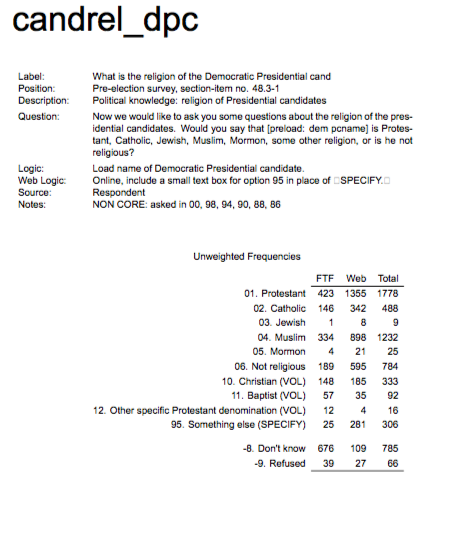 candrel_dpc
Label: What is the religion of the Democratic Presidential cand
Position: Pre-election survey, section-item no. 48.3-1
Description: Political knowledge: religion of Presidential candidates
Question: Now we would like to ask you some questions about the religion of the pres-
idential candidates. Would you say that [preload: dem pcname] is Protes-
tant, Catholic, Jewish, Muslim, Mormon, some other religion, or is he not
religious?
Logic: Load name of Democratic Presidential candidate.
Web Logic: Online, include a small text box for option 95 in place of □SPECIFY.□
Source: Respondent
Notes: NON CORE: asked in 00, 98, 94, 90, 88, 86
Unweighted Frequencies
FTF Web Total
01. Protestant 423 1355 1778
02. Catholic 146 342 488
03. Jewish 1 8 9
04. Muslim 334 898 1232
05. Mormon 4 21 25
06. Not religious 189 595 784
10. Christian (VOL) 148 185 333
11. Baptist (VOL) 57 35 92
12. Other specific Protestant denomination (VOL) 12 4 16
95. Something else (SPECIFY) 25 281 306
-8. Don't know 676 109 785
-9. Refused 39 27 66